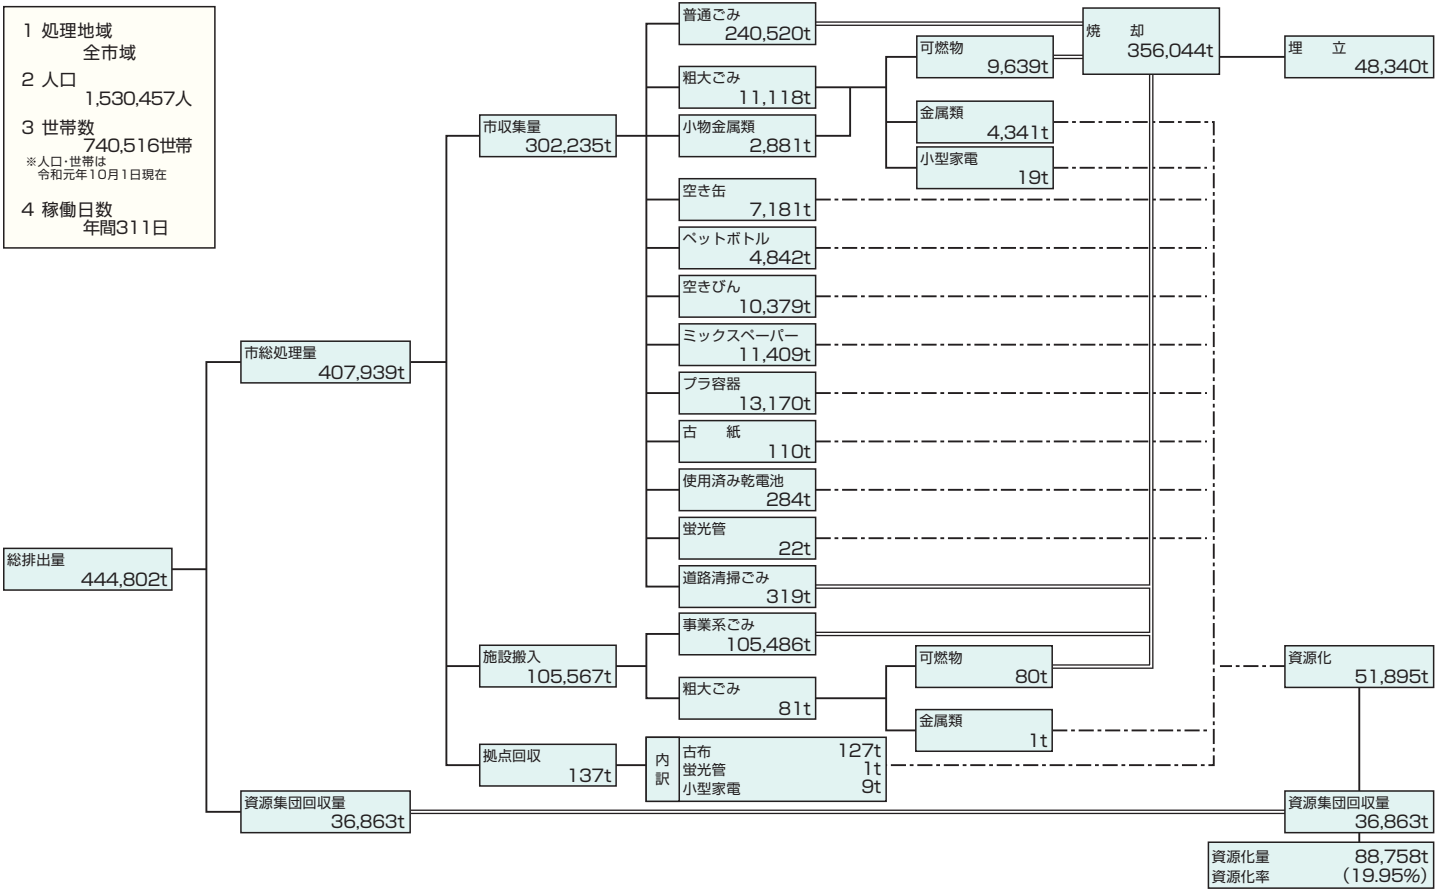 1 処理地域
全市域
2 人口
1,530,457人
3 世帯数
740,516世帯
※人口・世帯は
令和元年10月1日現在
4 稼働日数
年間311日
総排出量
444,802t
市総処理量
407,939t
資源集団回収量
36,863t
市収集量
302,235t
施設搬入
105,567t
拠点回収
137t
普通ごみ
240,520t
粗大ごみ
11,118t
小物金属類
2,881t
空き缶
7,181t
ペットボトル
4,842t
空きびん
10,379t
ミックスペーパー
11,409t
プラ容器
13,170t
古 紙
110t
使用済み乾電池
284t
蛍光管
22t
道路清掃ごみ
319t
事業系ごみ
105,486t
粗大ごみ
81t
内訳
古布 127t
蛍光管 1t
小型家電 9t
可燃物
9,639t
金属類
4,341t
小型家電
19t
可燃物
80t
金属類
1t
焼 却
356,044t
埋 立
48,340t
資源化
51,895t
資源集団回収量
36,863t
資源化量 88,758t
資源化率 (19.95%)